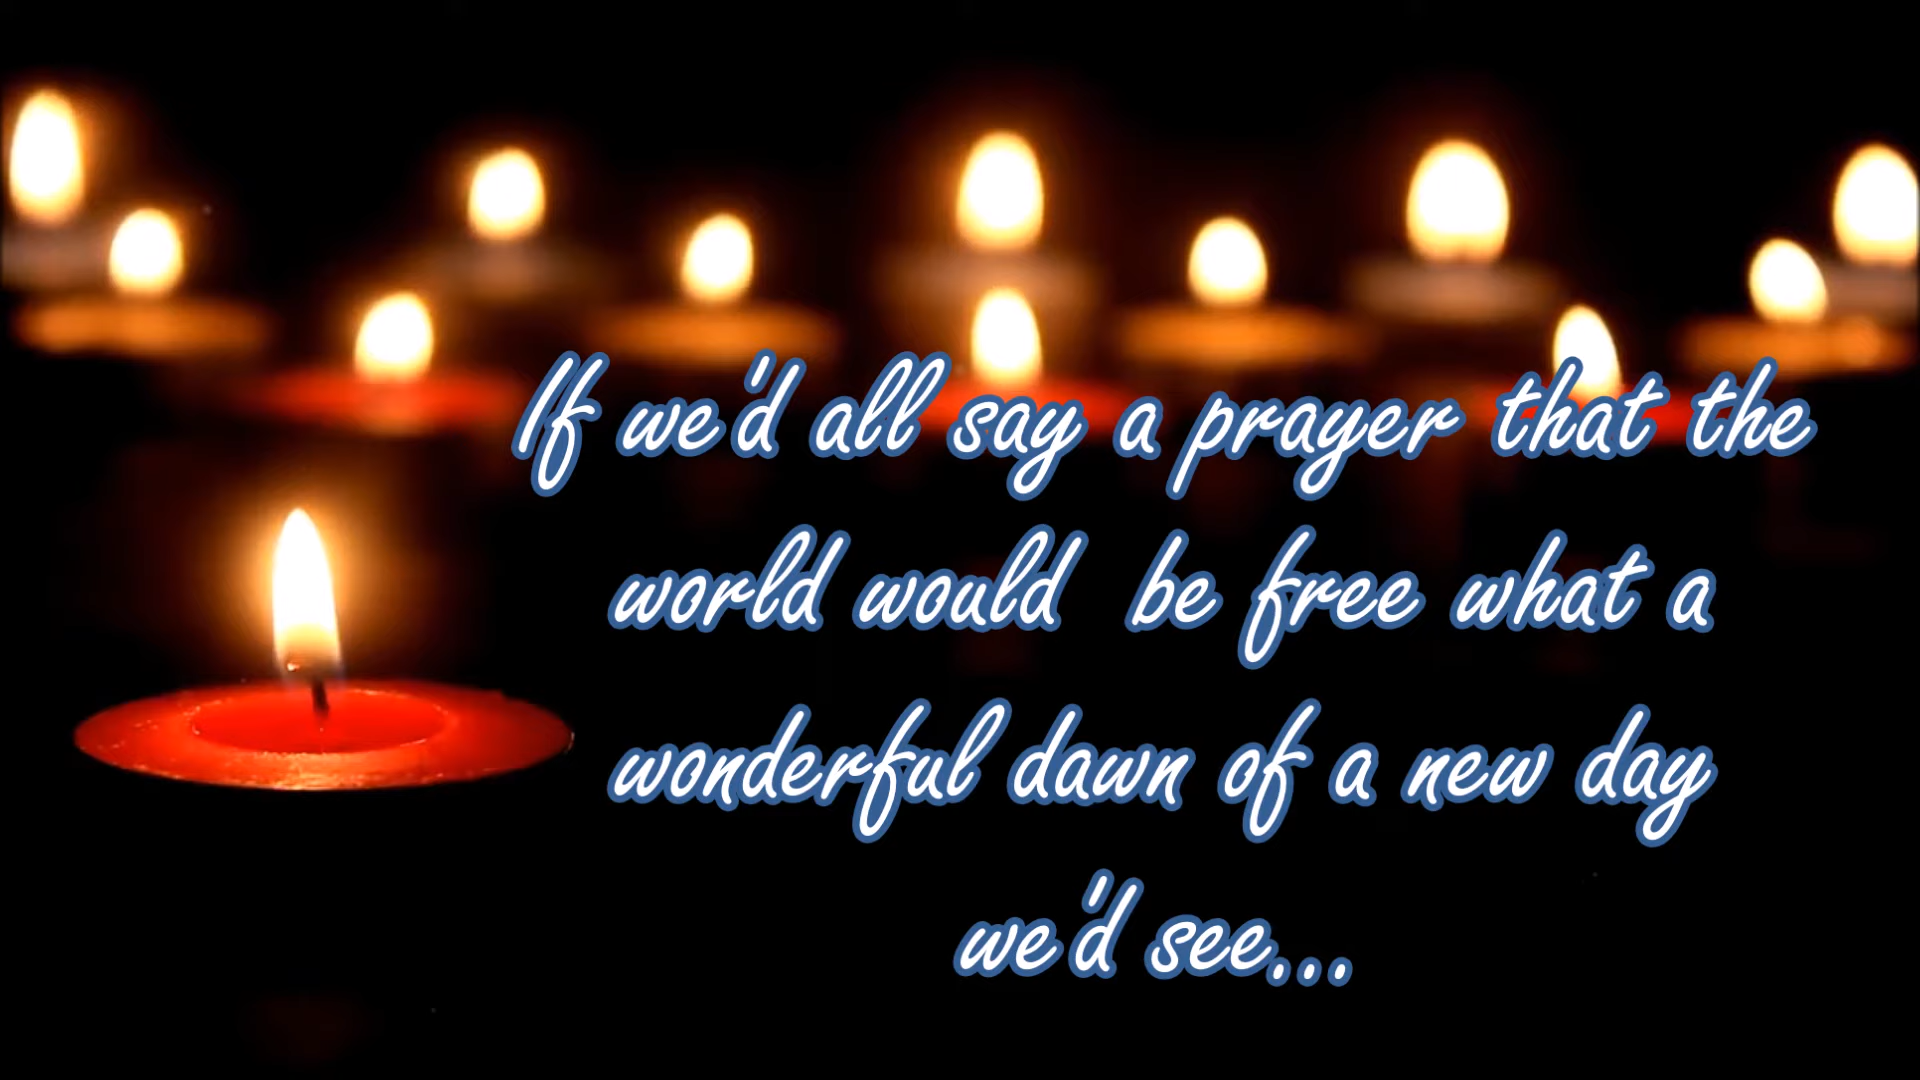 If we'd all say a prayer that the
world would be free what a
wonderful dawn of a new day
we'd see...